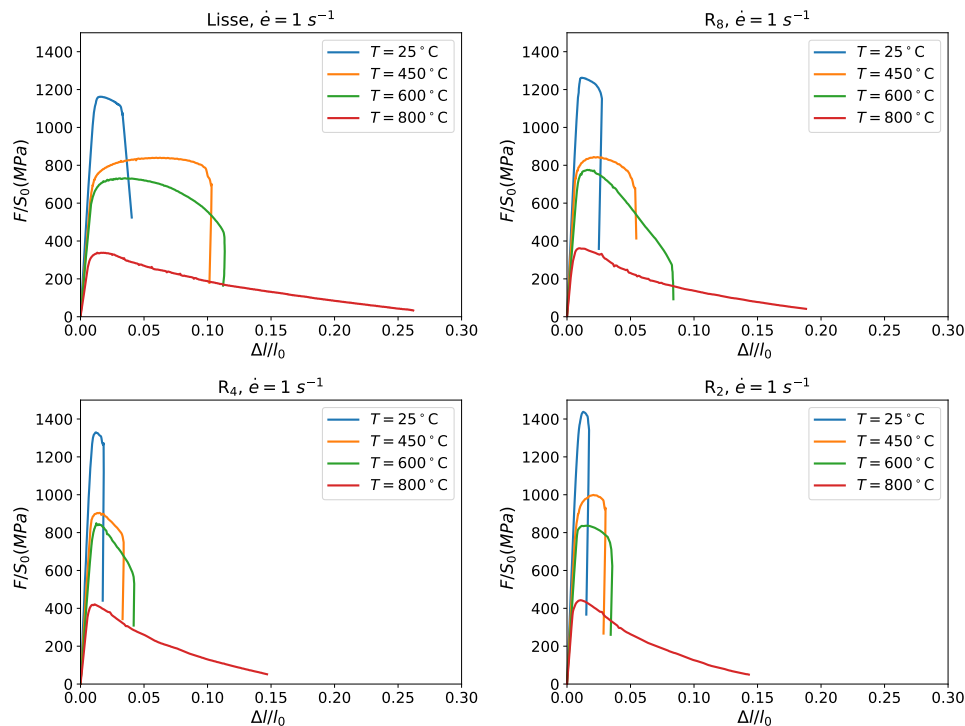 Lisse, ė = 1 s⁻¹
F/S₀(MPa)
1400
1200
1000
800
600
400
200
0
0.00 0.05 0.10 0.15 0.20 0.25 0.30
Δl/l₀
T = 25°C
T = 450°C
T = 600°C
T = 800°C
R₈, ė = 1 s⁻¹
F/S₀(MPa)
1400
1200
1000
800
600
400
200
0
0.00 0.05 0.10 0.15 0.20 0.25 0.30
Δl/l₀
T = 25°C
T = 450°C
T = 600°C
T = 800°C
R₄, ė = 1 s⁻¹
F/S₀(MPa)
1400
1200
1000
800
600
400
200
0
0.00 0.05 0.10 0.15 0.20 0.25 0.30
Δl/l₀
T = 25°C
T = 450°C
T = 600°C
T = 800°C
R₂, ė = 1 s⁻¹
F/S₀(MPa)
1400
1200
1000
800
600
400
200
0
0.00 0.05 0.10 0.15 0.20 0.25 0.30
Δl/l₀
T = 25°C
T = 450°C
T = 600°C
T = 800°C